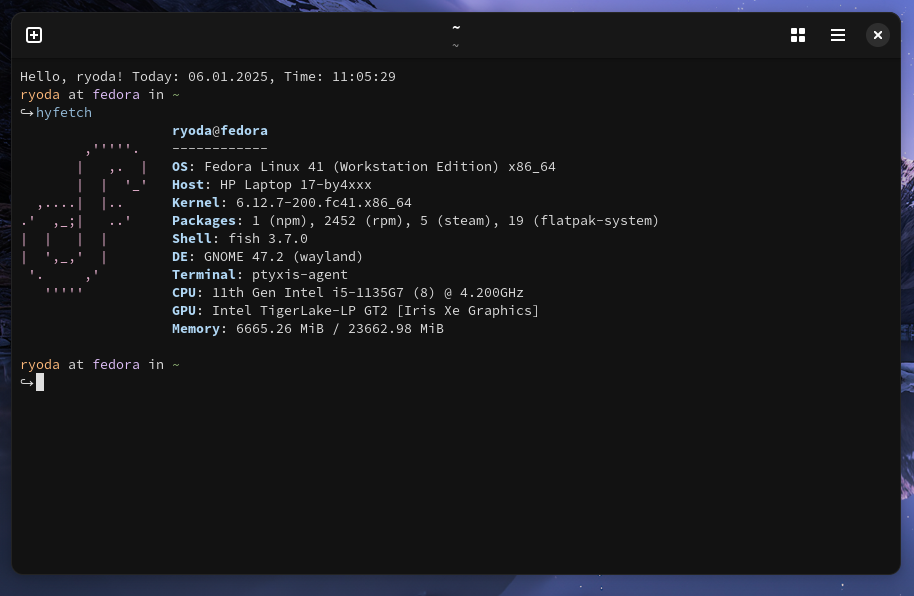 ~
~
Hello, ryoda! Today: 06.01.2025, Time: 11:05:29
ryoda at fedora in ~
↪hyfetch
ryoda@fedora
------------
        ,'''''.
       |   ,.  |   OS: Fedora Linux 41 (Workstation Edition) x86_64
       |  |  '_'   Host: HP Laptop 17-by4xxx
  ,....|  |..      Kernel: 6.12.7-200.fc41.x86_64
.'  ,_;|   ..'     Packages: 1 (npm), 2452 (rpm), 5 (steam), 19 (flatpak-system)
|  |   |  |        Shell: fish 3.7.0
|  ',_,'  |        DE: GNOME 47.2 (wayland)
 '.     ,'         Terminal: ptyxis-agent
   '''''           CPU: 11th Gen Intel i5-1135G7 (8) @ 4.200GHz
GPU: Intel TigerLake-LP GT2 [Iris Xe Graphics]
Memory: 6665.26 MiB / 23662.98 MiB
ryoda at fedora in ~
↪